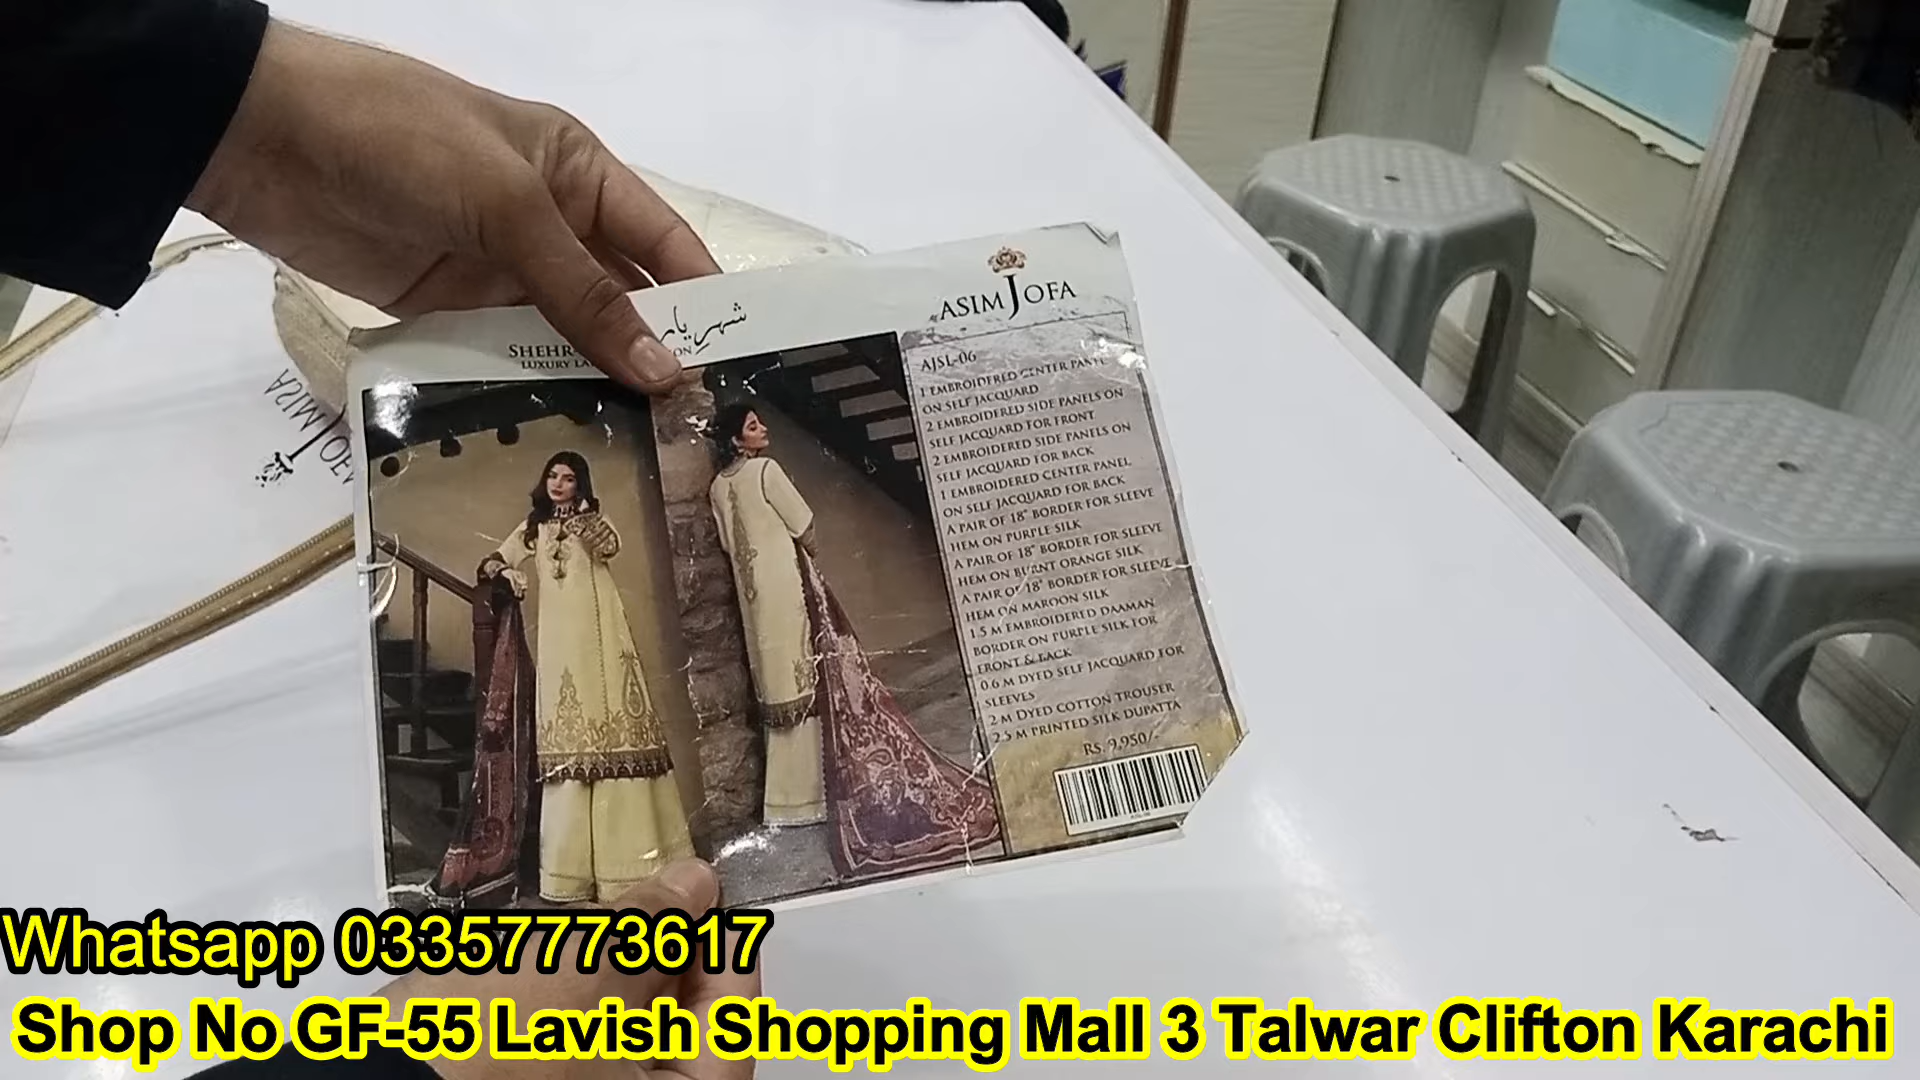 شہرِیار
ASIM JOFA
SHEHR-
ON
LUXURY LA
AJSL-06
1 EMBROIDERED CENTER PANEL
ON SELF JACQUARD
2 EMBROIDERED SIDE PANELS ON
SELF JACQUARD FOR FRONT
2 EMBROIDERED SIDE PANELS ON
SELF JACQUARD FOR BACK
1 EMBROIDERED CENTER PANEL
ON SELF JACQUARD FOR BACK
A PAIR OF 18" BORDER FOR SLEEVE
HEM ON PURPLE SILK
A PAIR OF 18" BORDER FOR SLEEVE
HEM ON BURNT ORANGE SILK
A PAIR OF 18" BORDER FOR SLEEVE
HEM ON MAROON SILK
1.5 M EMBROIDERED DAAMAN
BORDER ON PURPLE SILK FOR
FRONT & BACK
0.6 M DYED SELF JACQUARD FOR
SLEEVES
2 M DYED COTTON TROUSER
2.5 M PRINTED SILK DUPATTA
RS. 9,950/-
Whatsapp 03357773617
Shop No GF-55 Lavish Shopping Mall 3 Talwar Clifton Karachi